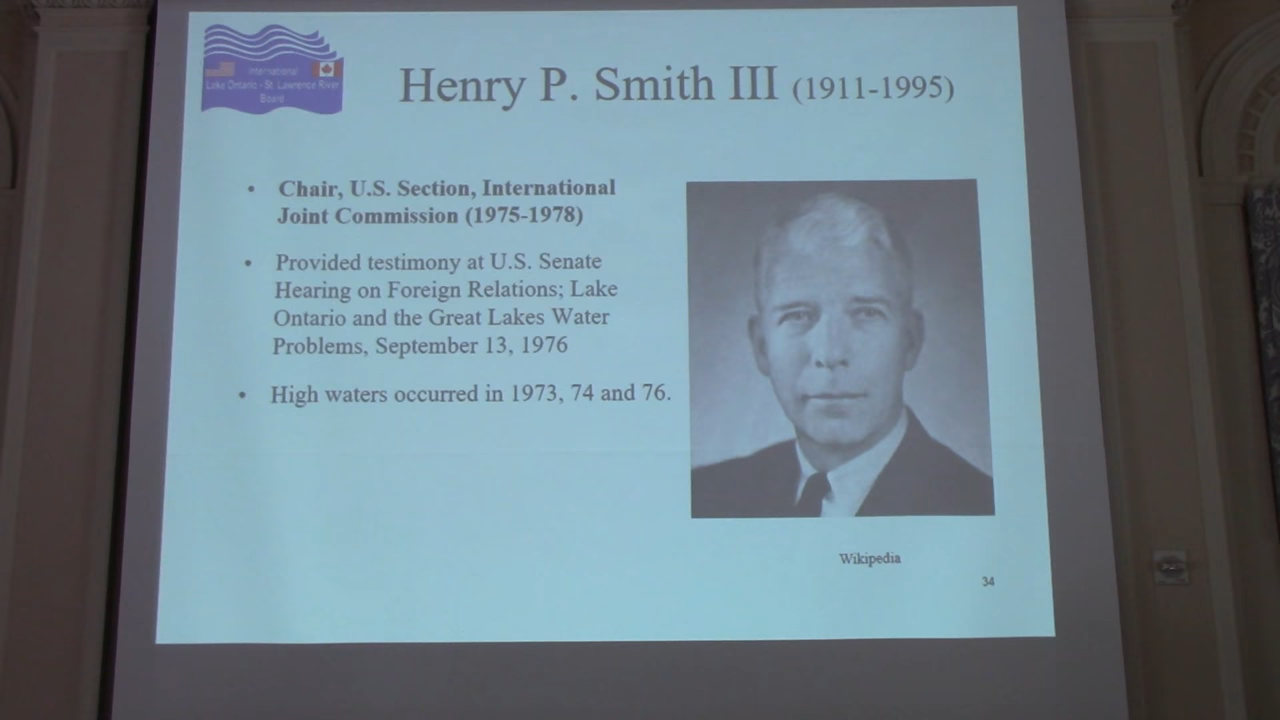 International
Lake Ontario - St. Lawrence River
Board
Henry P. Smith III (1911-1995)
• Chair, U.S. Section, International
Joint Commission (1975-1978)
• Provided testimony at U.S. Senate
Hearing on Foreign Relations; Lake
Ontario and the Great Lakes Water
Problems, September 13, 1976
• High waters occurred in 1973, 74 and 76.
Wikipedia
34